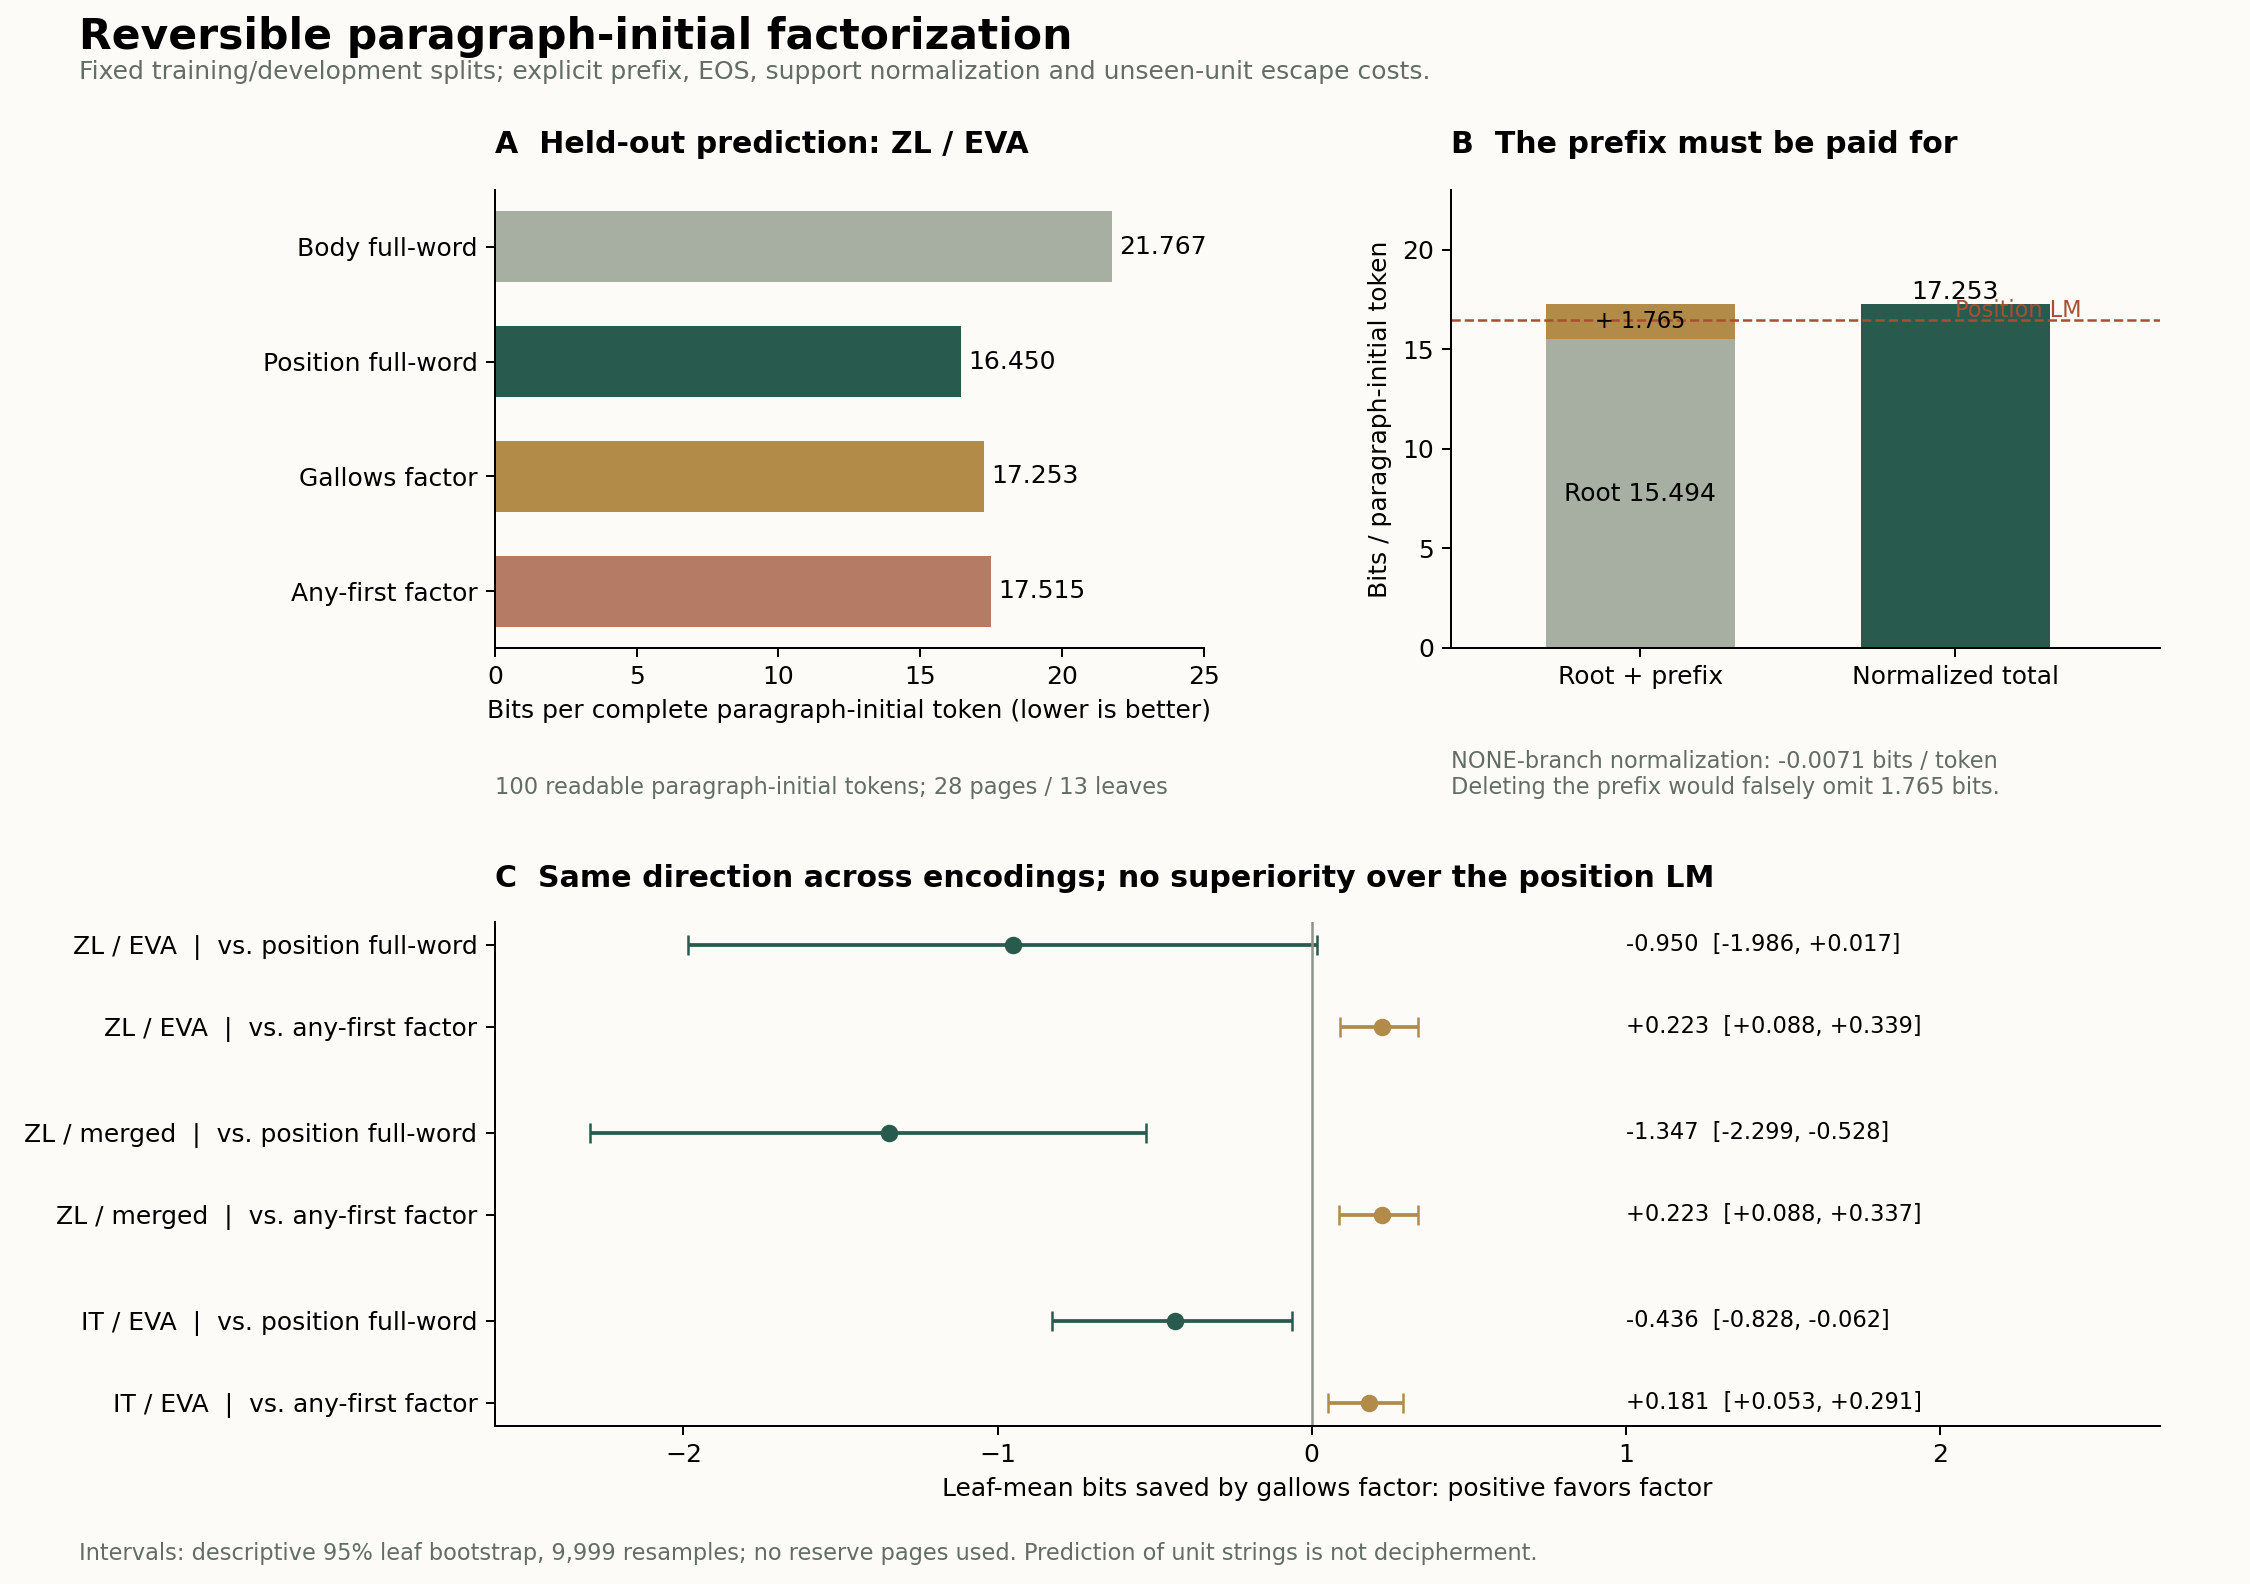 Reversible paragraph-initial factorization
Fixed training/development splits; explicit prefix, EOS, support normalization and unseen-unit escape costs.
A  Held-out prediction: ZL / EVA
Body full-word
21.767
Position full-word
16.450
Gallows factor
17.253
Any-first factor
17.515
0 5 10 15 20 25
Bits per complete paragraph-initial token (lower is better)
100 readable paragraph-initial tokens; 28 pages / 13 leaves
B  The prefix must be paid for
Bits / paragraph-initial token
20
15
10
5
0
17.253
Position LM
+ 1.765
Root 15.494
Root + prefix
Normalized total
NONE-branch normalization: -0.0071 bits / token
Deleting the prefix would falsely omit 1.765 bits.
C  Same direction across encodings; no superiority over the position LM
ZL / EVA  |  vs. position full-word
-0.950  [-1.986, +0.017]
ZL / EVA  |  vs. any-first factor
+0.223  [+0.088, +0.339]
ZL / merged  |  vs. position full-word
-1.347  [-2.299, -0.528]
ZL / merged  |  vs. any-first factor
+0.223  [+0.088, +0.337]
IT / EVA  |  vs. position full-word
-0.436  [-0.828, -0.062]
IT / EVA  |  vs. any-first factor
+0.181  [+0.053, +0.291]
−2 −1 0 1 2
Leaf-mean bits saved by gallows factor: positive favors factor
Intervals: descriptive 95% leaf bootstrap, 9,999 resamples; no reserve pages used. Prediction of unit strings is not decipherment.